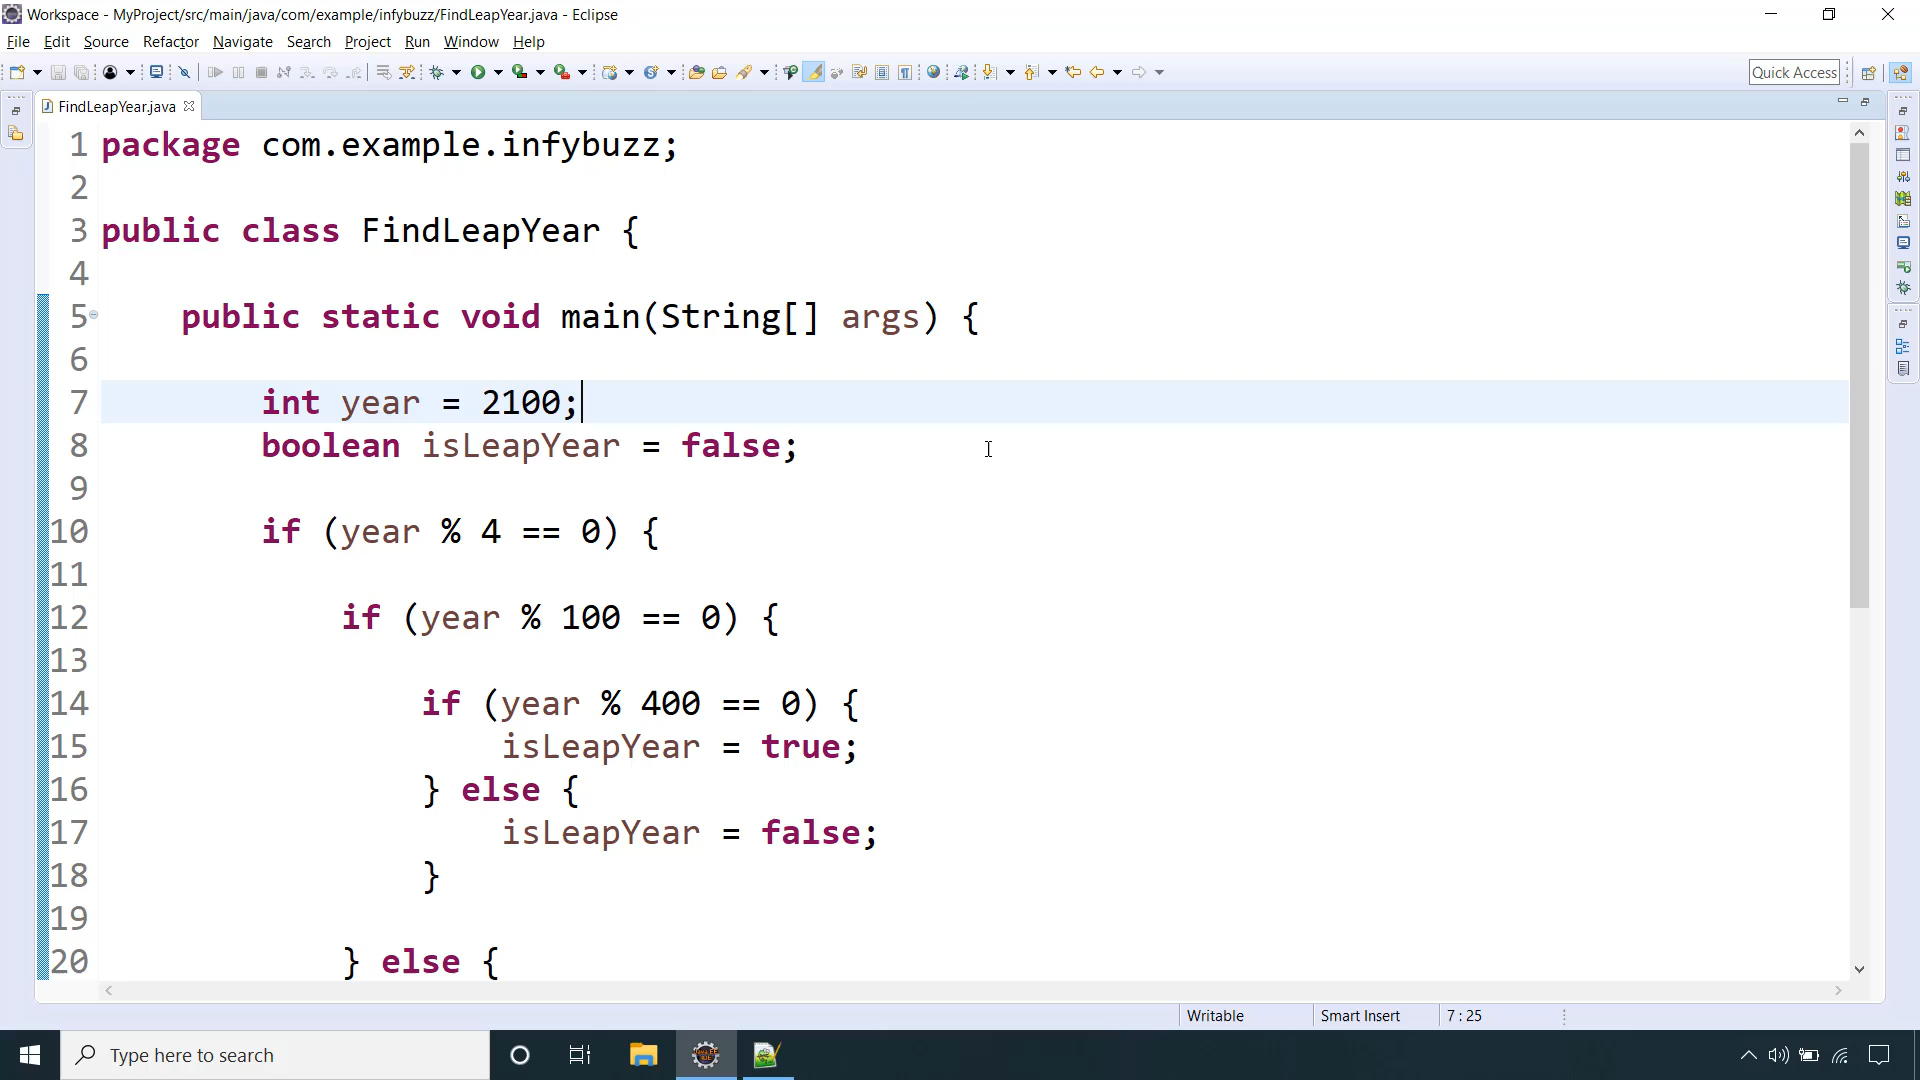 Workspace - MyProject/src/main/java/com/example/infybuzz/FindLeapYear.java - Eclipse
File Edit Source Refactor Navigate Search Project Run Window Help
Quick Access
FindLeapYear.java
1 package com.example.infybuzz;
2
3 public class FindLeapYear {
4
5 public static void main(String[] args) {
6
7 int year = 2100;
8 boolean isLeapYear = false;
9
10 if (year % 4 == 0) {
11
12 if (year % 100 == 0) {
13
14 if (year % 400 == 0) {
15 isLeapYear = true;
16 } else {
17 isLeapYear = false;
18 }
19
20 } else {
Writable Smart Insert 7 : 25
Type here to search